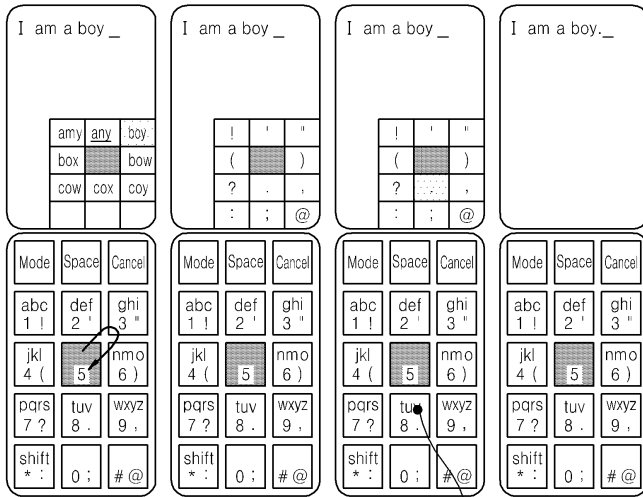 I am a boy _
amy any boy
box bow
cow cox coy
Mode Space Cancel
abc def ghi
1 ! 2 ' 3 "
jkl nmo
4 ( 5 6 )
pqrs tuv wxyz
7 ? 8 . 9 ,
shift
* : 0 ; # @
I am a boy _
! ' "
( )
? . ,
: ; @
Mode Space Cancel
abc def ghi
1 ! 2 ' 3 "
jkl nmo
4 ( 5 6 )
pqrs tuv wxyz
7 ? 8 . 9 ,
shift
* : 0 ; # @
I am a boy _
! ' "
( )
? . ,
: ; @
Mode Space Cancel
abc def ghi
1 ! 2 ' 3 "
jkl nmo
4 ( 5 6 )
pqrs tuv wxyz
7 ? 8 . 9 ,
shift
* : 0 ; # @
I am a boy._
Mode Space Cancel
abc def ghi
1 ! 2 ' 3 "
jkl nmo
4 ( 5 6 )
pqrs tuv wxyz
7 ? 8 . 9 ,
shift
* : 0 ; # @